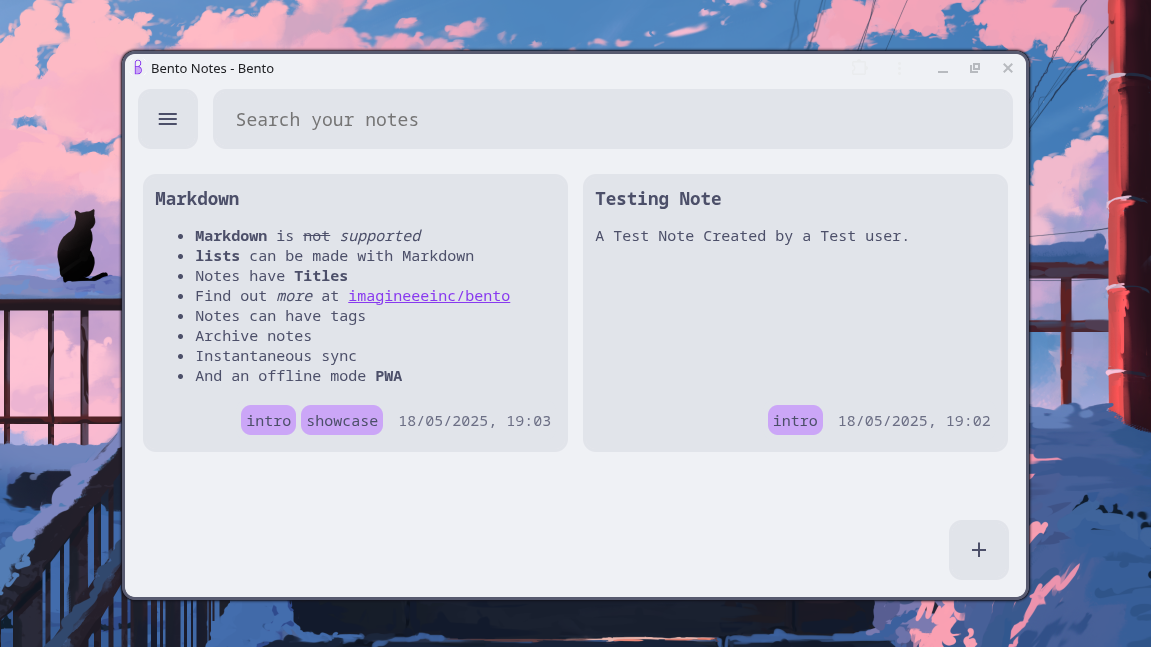 Bento Notes - Bento
Search your notes
Markdown
Markdown is not supported
lists can be made with Markdown
Notes have Titles
Find out more at imagineeeinc/bento
Notes can have tags
Archive notes
Instantaneous sync
And an offline mode PWA
intro showcase 18/05/2025, 19:03
Testing Note
A Test Note Created by a Test user.
intro 18/05/2025, 19:02